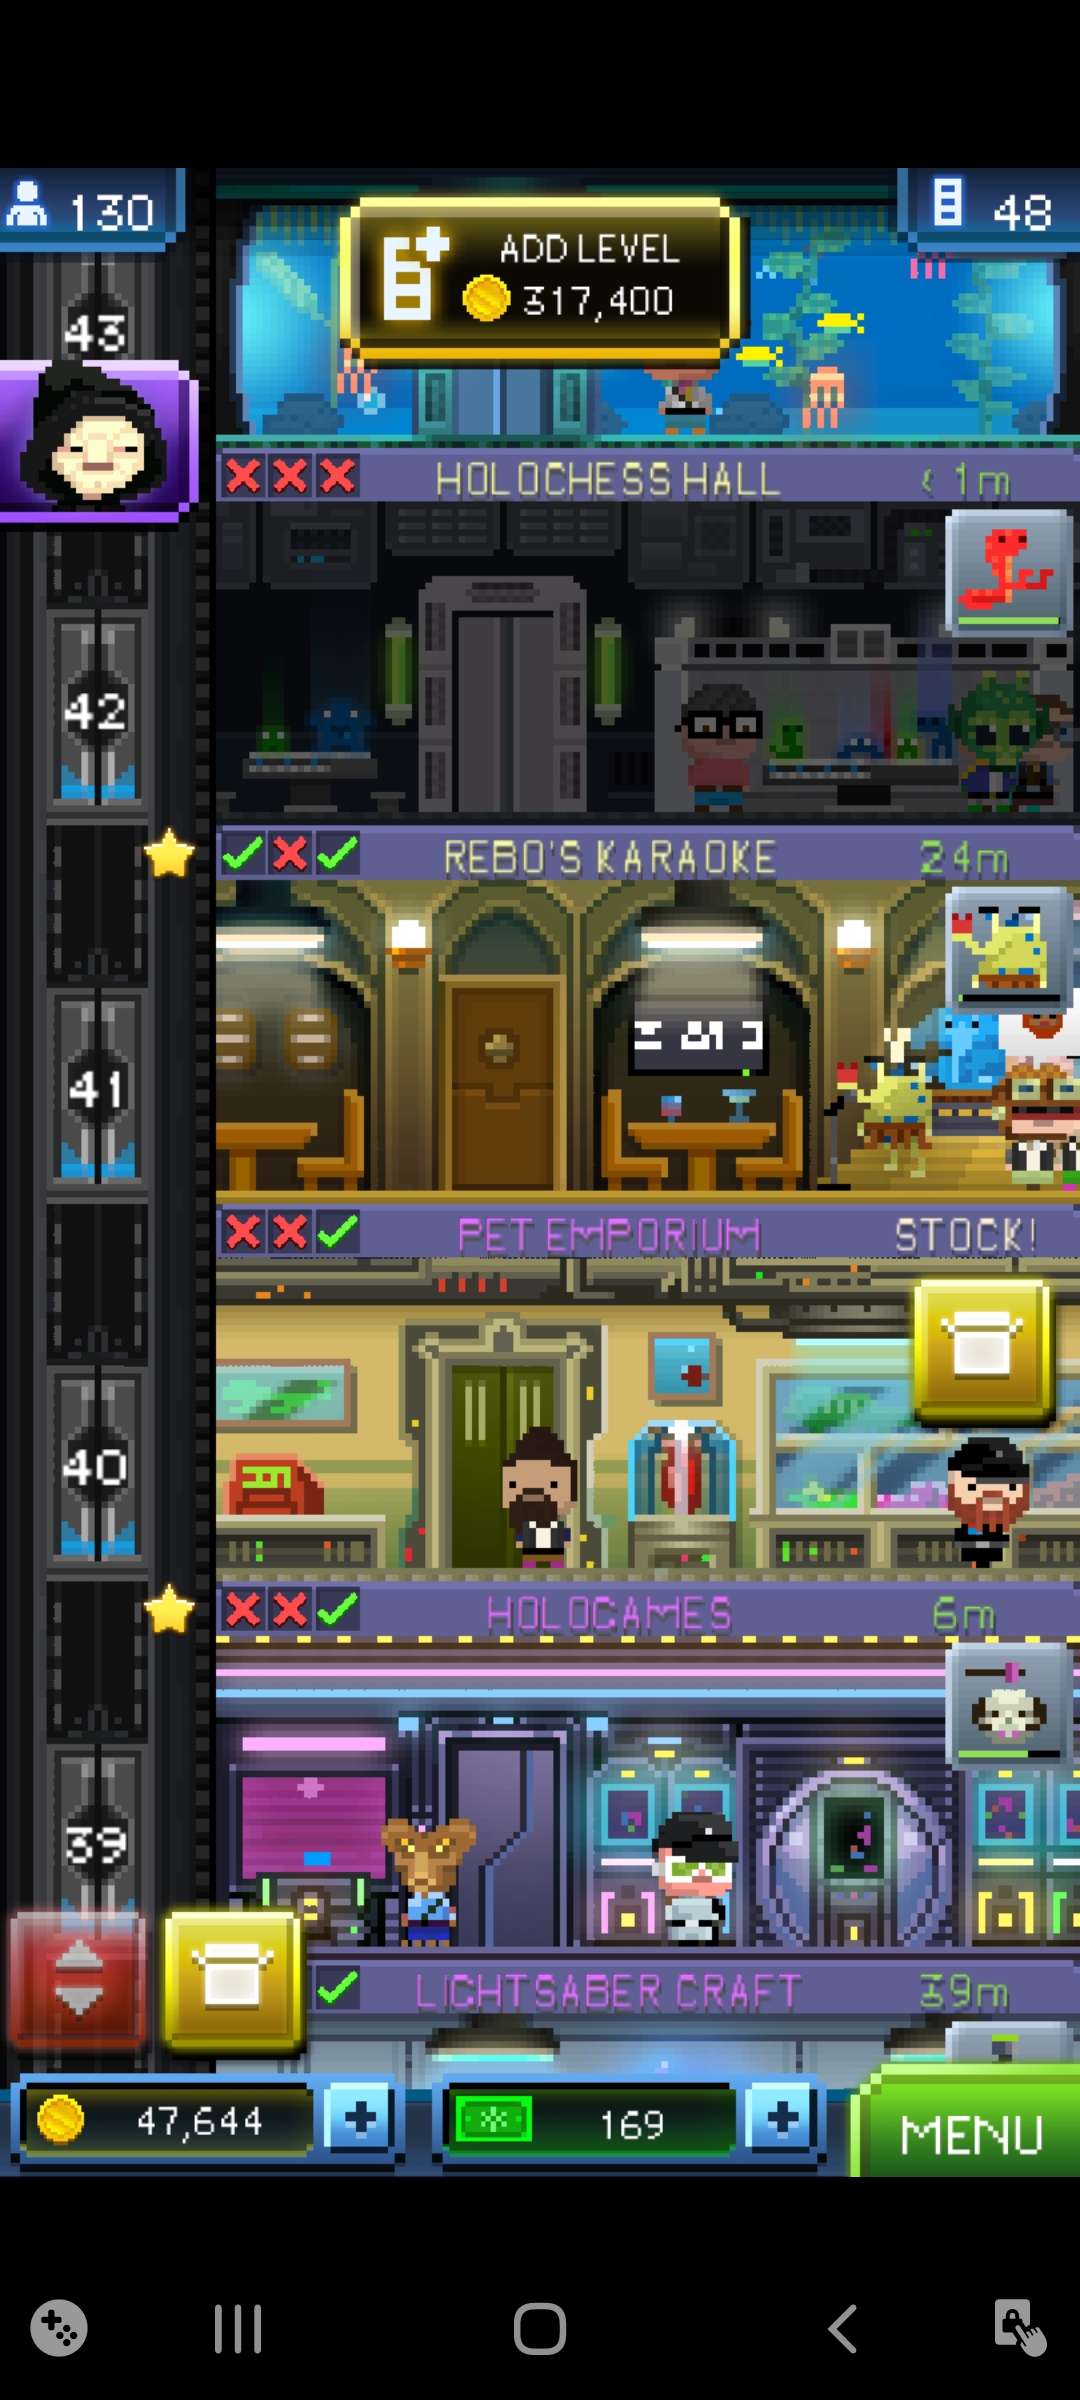 130
48
ADD LEVEL
317,400
43
HOLOCHESS HALL
< 1m
42
REBO'S KARAOKE
24m
41
PET EMPORIUM
STOCK!
40
HOLOGAMES
6m
39
LIGHTSABER CRAFT
39m
47,644
169
MENU